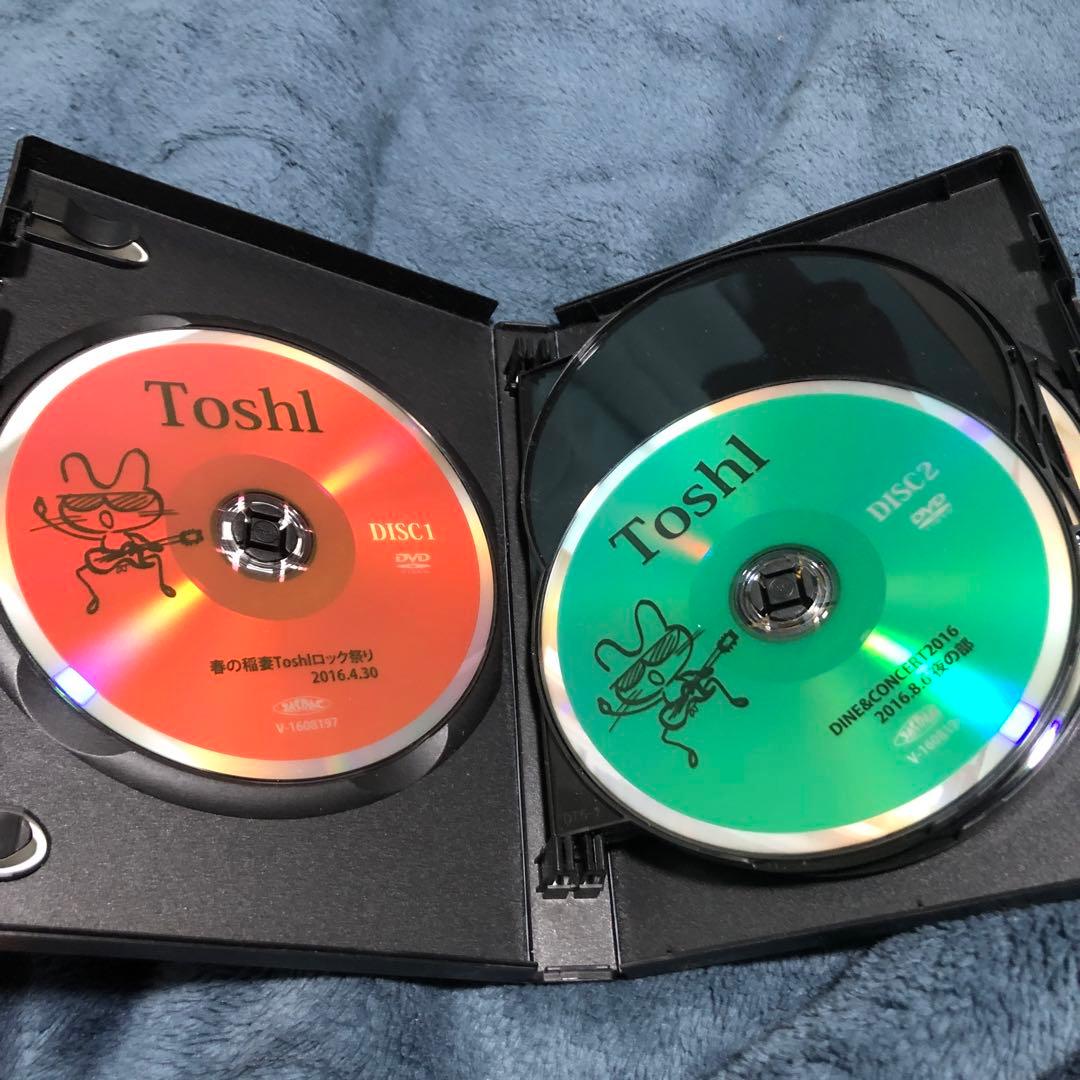 Toshl
DISC1
DVD
春の稲妻Toshlロック祭り
2016.4.30
V-1608197
Toshl
DISC2
DVD
DINE&CONCERT2016
2016.8.6 夜の部